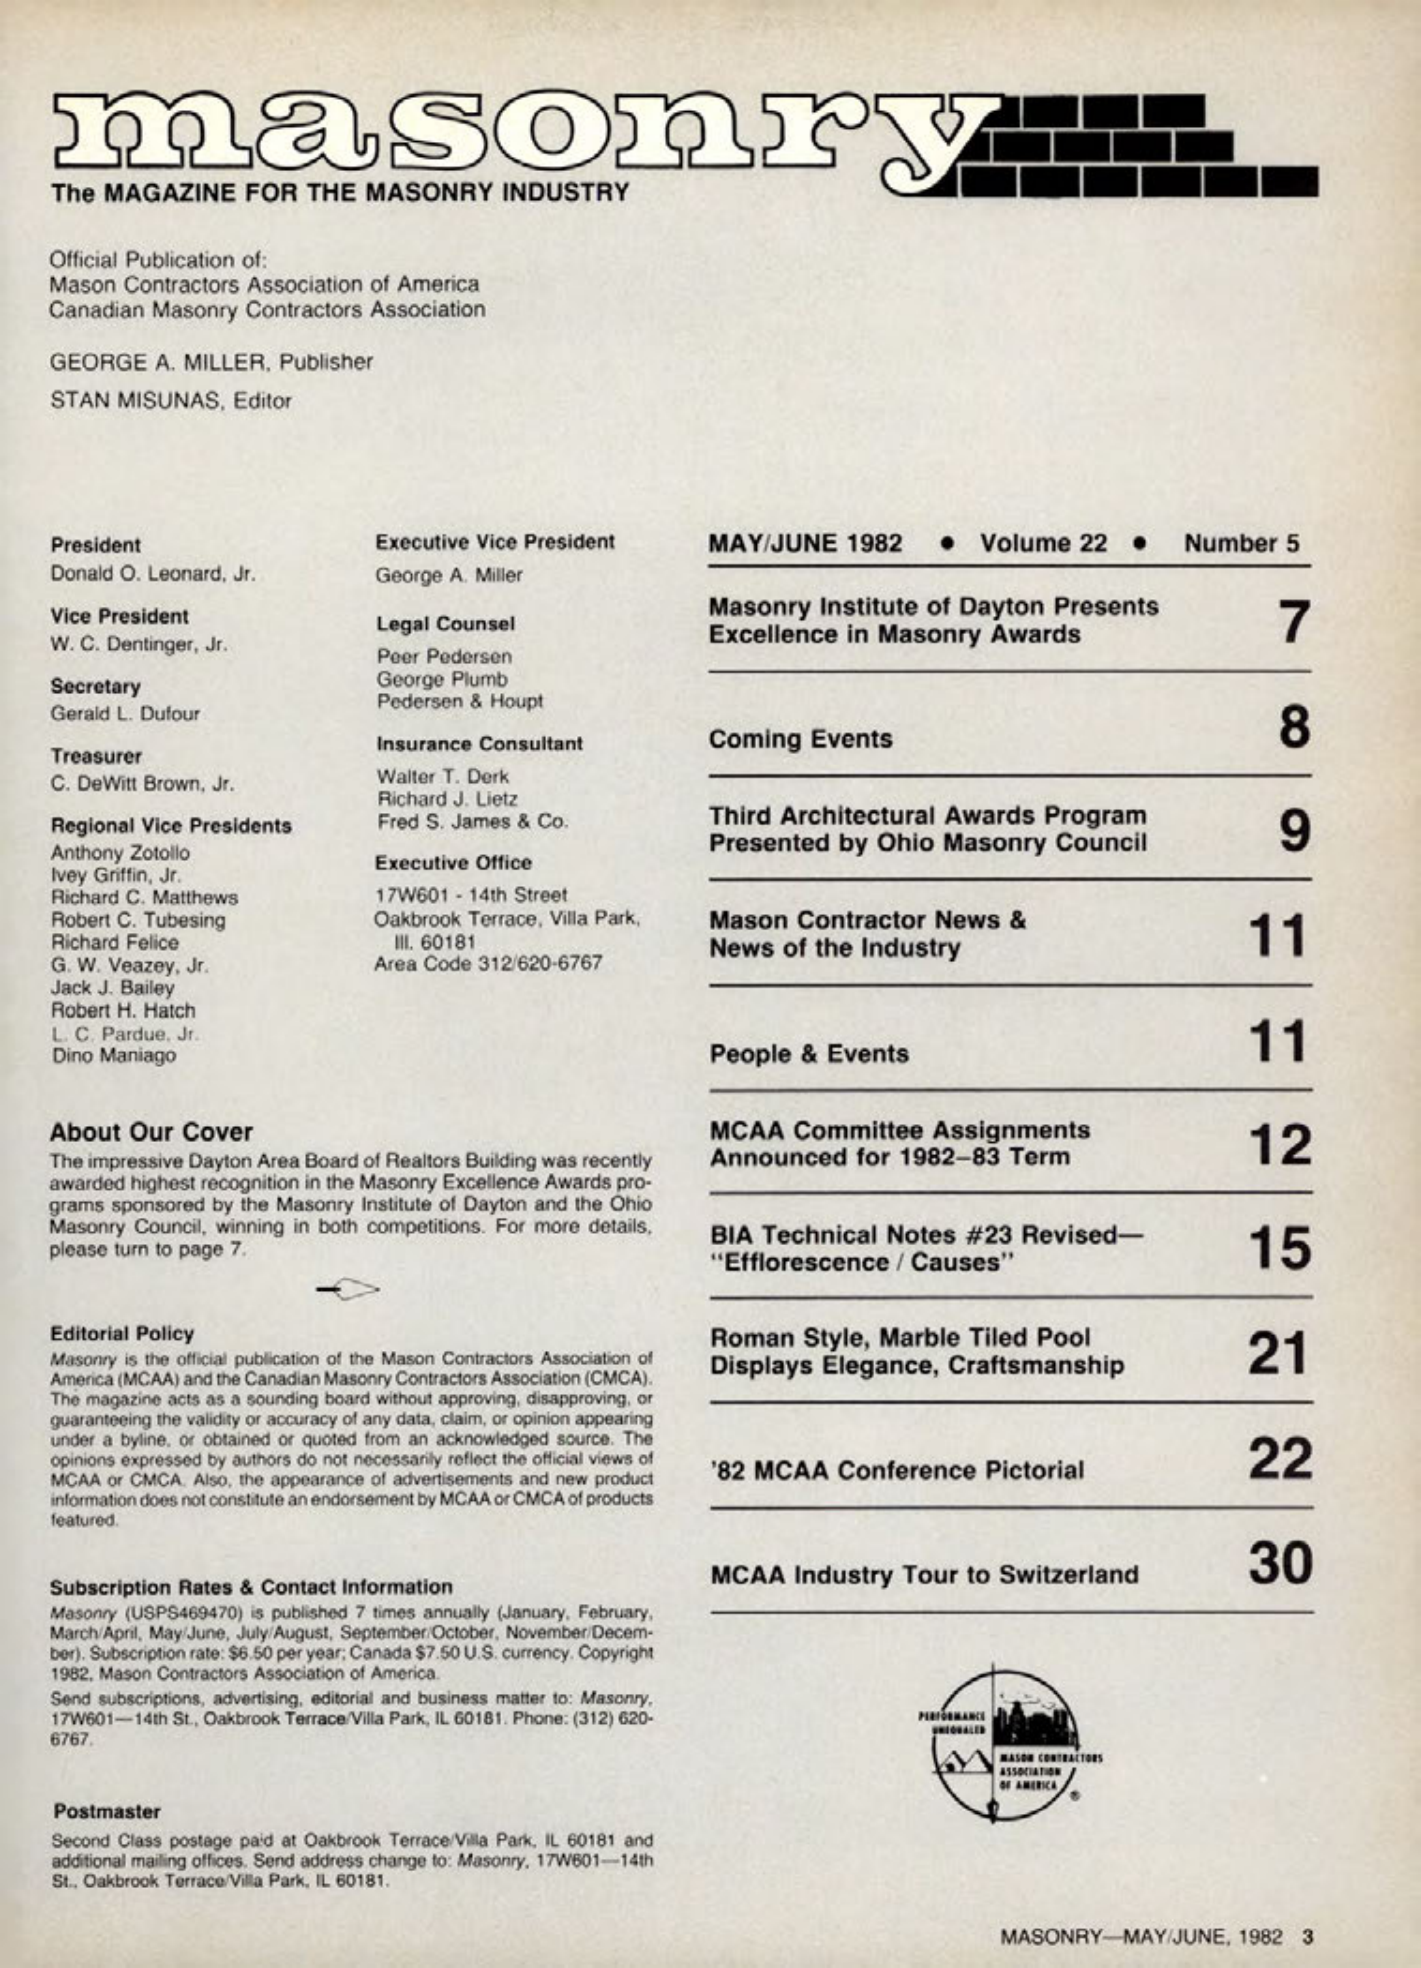 masonry
The MAGAZINE FOR THE MASONRY INDUSTRY
Official Publication of:
Mason Contractors Association of America
Canadian Masonry Contractors Association
GEORGE A. MILLER, Publisher
STAN MISUNAS, Editor
President
Donald O. Leonard, Jr.
Vice President
W. C. Dentinger, Jr.
Secretary
Gerald L. Dufour
Treasurer
C. DeWitt Brown, Jr.
Regional Vice Presidents
Anthony Zotollo
Ivey Griffin, Jr.
Richard C. Matthews
Robert C. Tubesing
Richard Felice
G. W. Veazey, Jr.
Jack J. Bailey
Robert H. Hatch
L. C. Pardue, Jr.
Dino Maniago
Executive Vice President
George A. Miller
Legal Counsel
Peer Pedersen
George Plumb
Pedersen & Houpt
Insurance Consultant
Walter T. Derk
Richard J. Lietz
Fred S. James & Co.
Executive Office
17W601 - 14th Street
Oakbrook Terrace, Villa Park,
Ill. 60181
Area Code 312/620-6767
About Our Cover
The impressive Dayton Area Board of Realtors Building was recently
awarded highest recognition in the Masonry Excellence Awards pro-
grams sponsored by the Masonry Institute of Dayton and the Ohio
Masonry Council, winning in both competitions. For more details,
please turn to page 7.
Editorial Policy
Masonry is the official publication of the Mason Contractors Association of
America (MCAA) and the Canadian Masonry Contractors Association (CMCA).
The magazine acts as a sounding board without approving, disapproving, or
guaranteeing the validity or accuracy of any data, claim, or opinion appearing
under a byline, or obtained or quoted from an acknowledged source. The
opinions expressed by authors do not necessarily reflect the official views of
MCAA or CMCA. Also, the appearance of advertisements and new product
information does not constitute an endorsement by MCAA or CMCA of products
featured.
Subscription Rates & Contact Information
Masonry (USPS469470) is published 7 times annually (January, February,
March/April, May/June, July/August, September/October, November/Decem-
ber). Subscription rate: $6.50 per year; Canada $7.50 U.S. currency. Copyright
1982, Mason Contractors Association of America.
Send subscriptions, advertising, editorial and business matter to: Masonry,
17W601—14th St., Oakbrook Terrace/Villa Park, IL 60181. Phone: (312) 620-
6767.
Postmaster
Second Class postage paid at Oakbrook Terrace/Villa Park, IL 60181 and
additional mailing offices. Send address change to: Masonry, 17W601—14th
St., Oakbrook Terrace/Villa Park, IL 60181.
MAY/JUNE 1982 • Volume 22 • Number 5
Masonry Institute of Dayton Presents
Excellence in Masonry Awards 7
Coming Events 8
Third Architectural Awards Program
Presented by Ohio Masonry Council 9
Mason Contractor News &
News of the Industry 11
People & Events 11
MCAA Committee Assignments
Announced for 1982–83 Term 12
BIA Technical Notes #23 Revised—
“Efflorescence / Causes” 15
Roman Style, Marble Tiled Pool
Displays Elegance, Craftsmanship 21
’82 MCAA Conference Pictorial 22
MCAA Industry Tour to Switzerland 30
PERFORMANCE
UNEQUALED
MASON CONTRACTORS
ASSOCIATION
OF AMERICA
®
MASONRY—MAY/JUNE, 1982 3